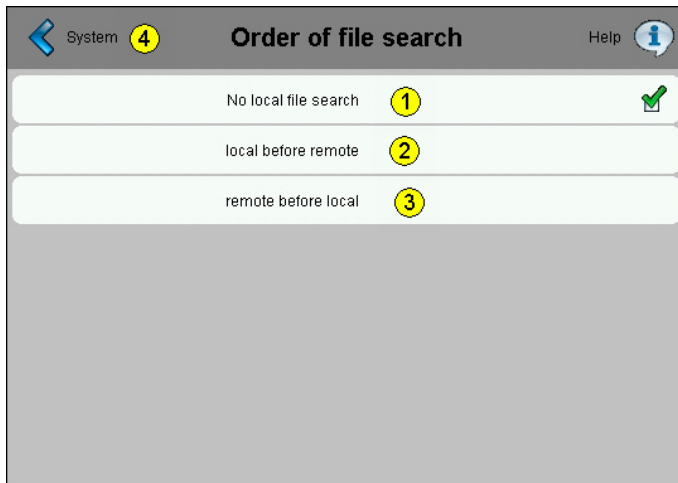 System 4 Order of file search Help
No local file search 1
local before remote 2
remote before local 3